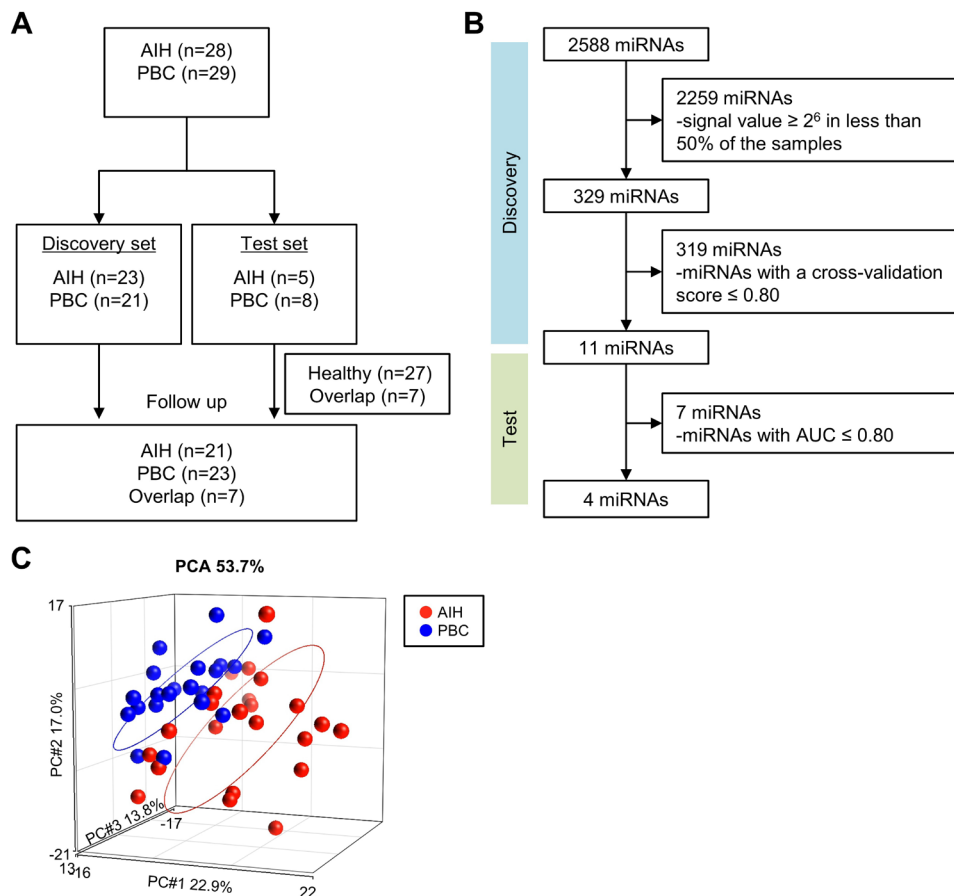 A
AIH (n=28)
PBC (n=29)
Discovery set
AIH (n=23)
PBC (n=21)
Test set
AIH (n=5)
PBC (n=8)
Healthy (n=27)
Overlap (n=7)
Follow up
AIH (n=21)
PBC (n=23)
Overlap (n=7)
B
Discovery
Test
2588 miRNAs
2259 miRNAs
-signal value ≥ 2⁶ in less than
50% of the samples
329 miRNAs
319 miRNAs
-miRNAs with a cross-validation
score ≤ 0.80
11 miRNAs
7 miRNAs
-miRNAs with AUC ≤ 0.80
4 miRNAs
C
PCA 53.7%
AIH
PBC
17
PC#2 17.0%
-21
13
-16
PC#3 13.8%
-17
PC#1 22.9%
22